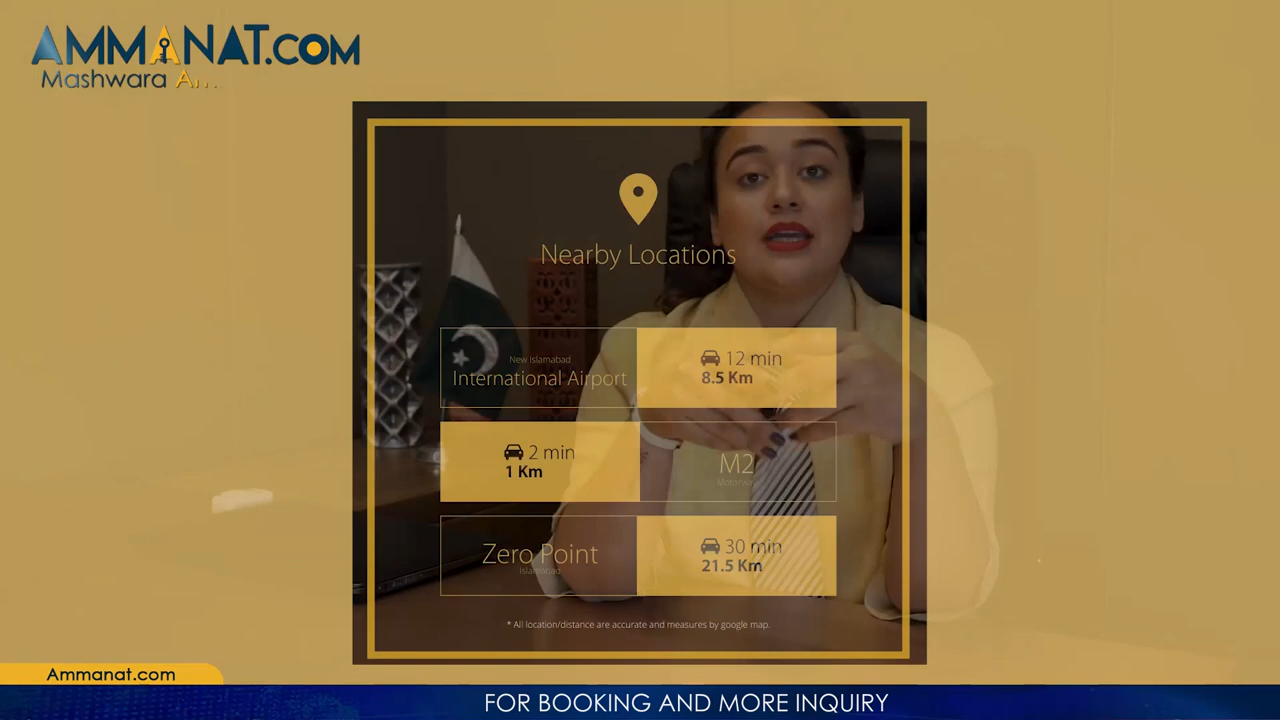 AMMANAT.COM
Mashwara A...
Nearby Locations
New Islamabad
International Airport
12 min
8.5 Km
2 min
1 Km
M2
Motorway
Zero Point
Islamabad
30 min
21.5 Km
* All location/distance are accurate and measures by google map.
Ammanat.com
FOR BOOKING AND MORE INQUIRY